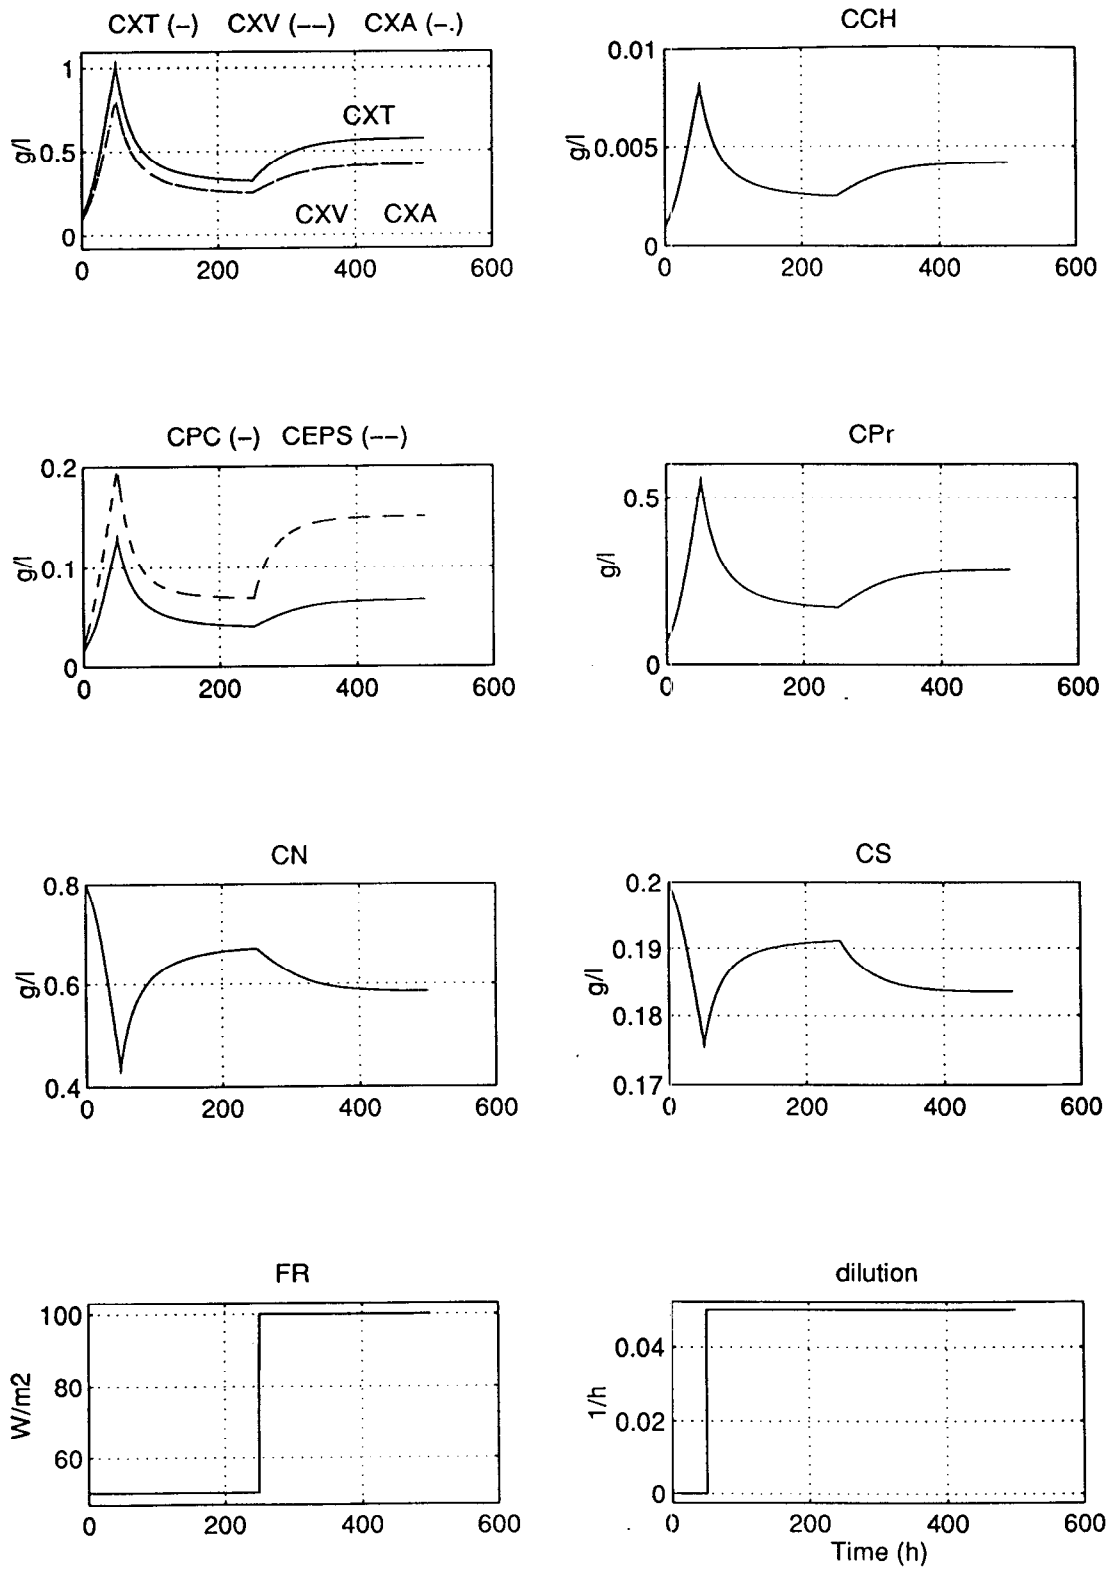 CXT (–) CXV (––) CXA (–.)
CCH
1
0.5
0
g/l
CXT
CXV CXA
0 200 400 600
0.01
0.005
0
g/l
0 200 400 600
CPC (–) CEPS (––)
CPr
0.2
0.1
0
g/l
0 200 400 600
0.5
0
g/l
0 200 400 600
CN
CS
0.8
0.6
0.4
g/l
0 200 400 600
0.2
0.19
0.18
0.17
g/l
0 200 400 600
FR
dilution
100
80
60
W/m2
0 200 400 600
0.04
0.02
0
1/h
0 200 400 600
Time (h)